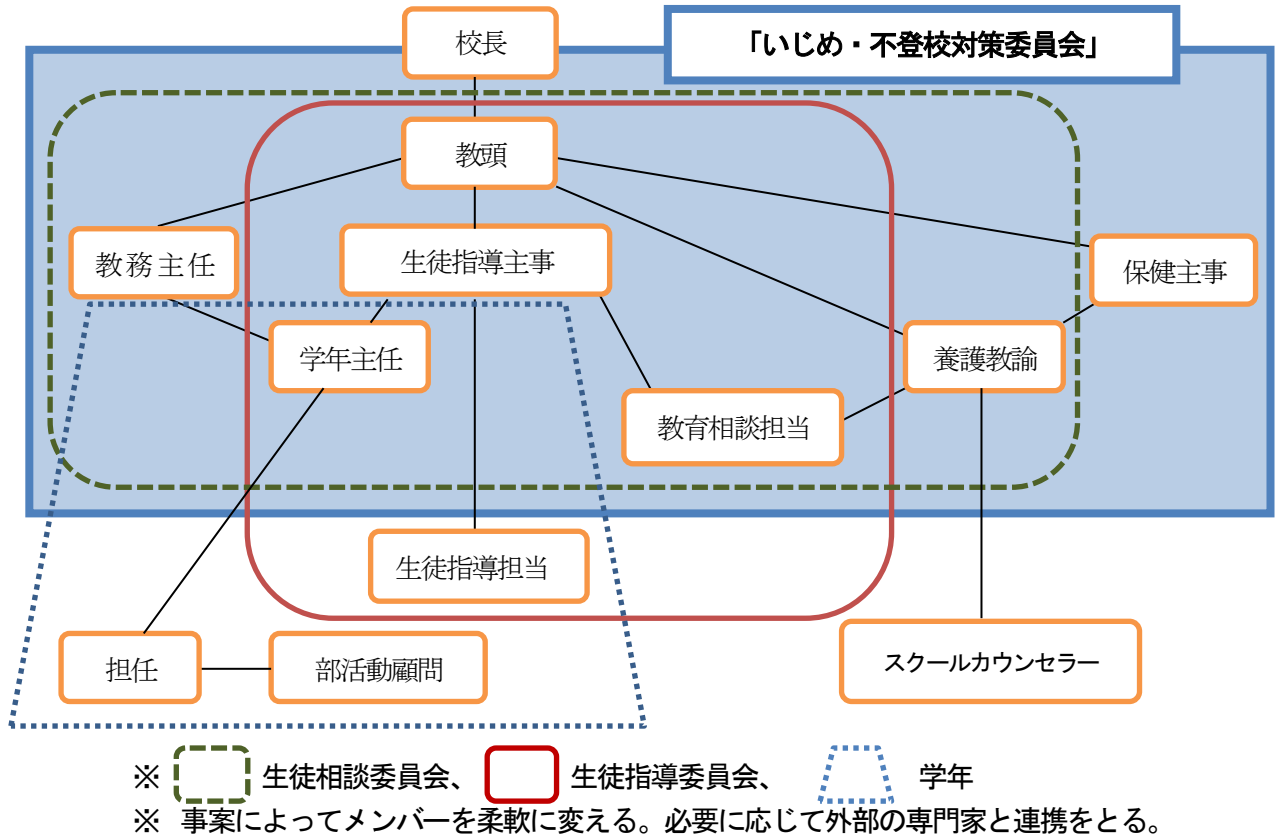 校長
「いじめ・不登校対策委員会」
教頭
教務主任
生徒指導主事
保健主事
学年主任
養護教諭
教育相談担当
生徒指導担当
担任
部活動顧問
スクールカウンセラー
※ 生徒相談委員会、 生徒指導委員会、 学年
※ 事案によってメンバーを柔軟に変える。必要に応じて外部の専門家と連携をとる。